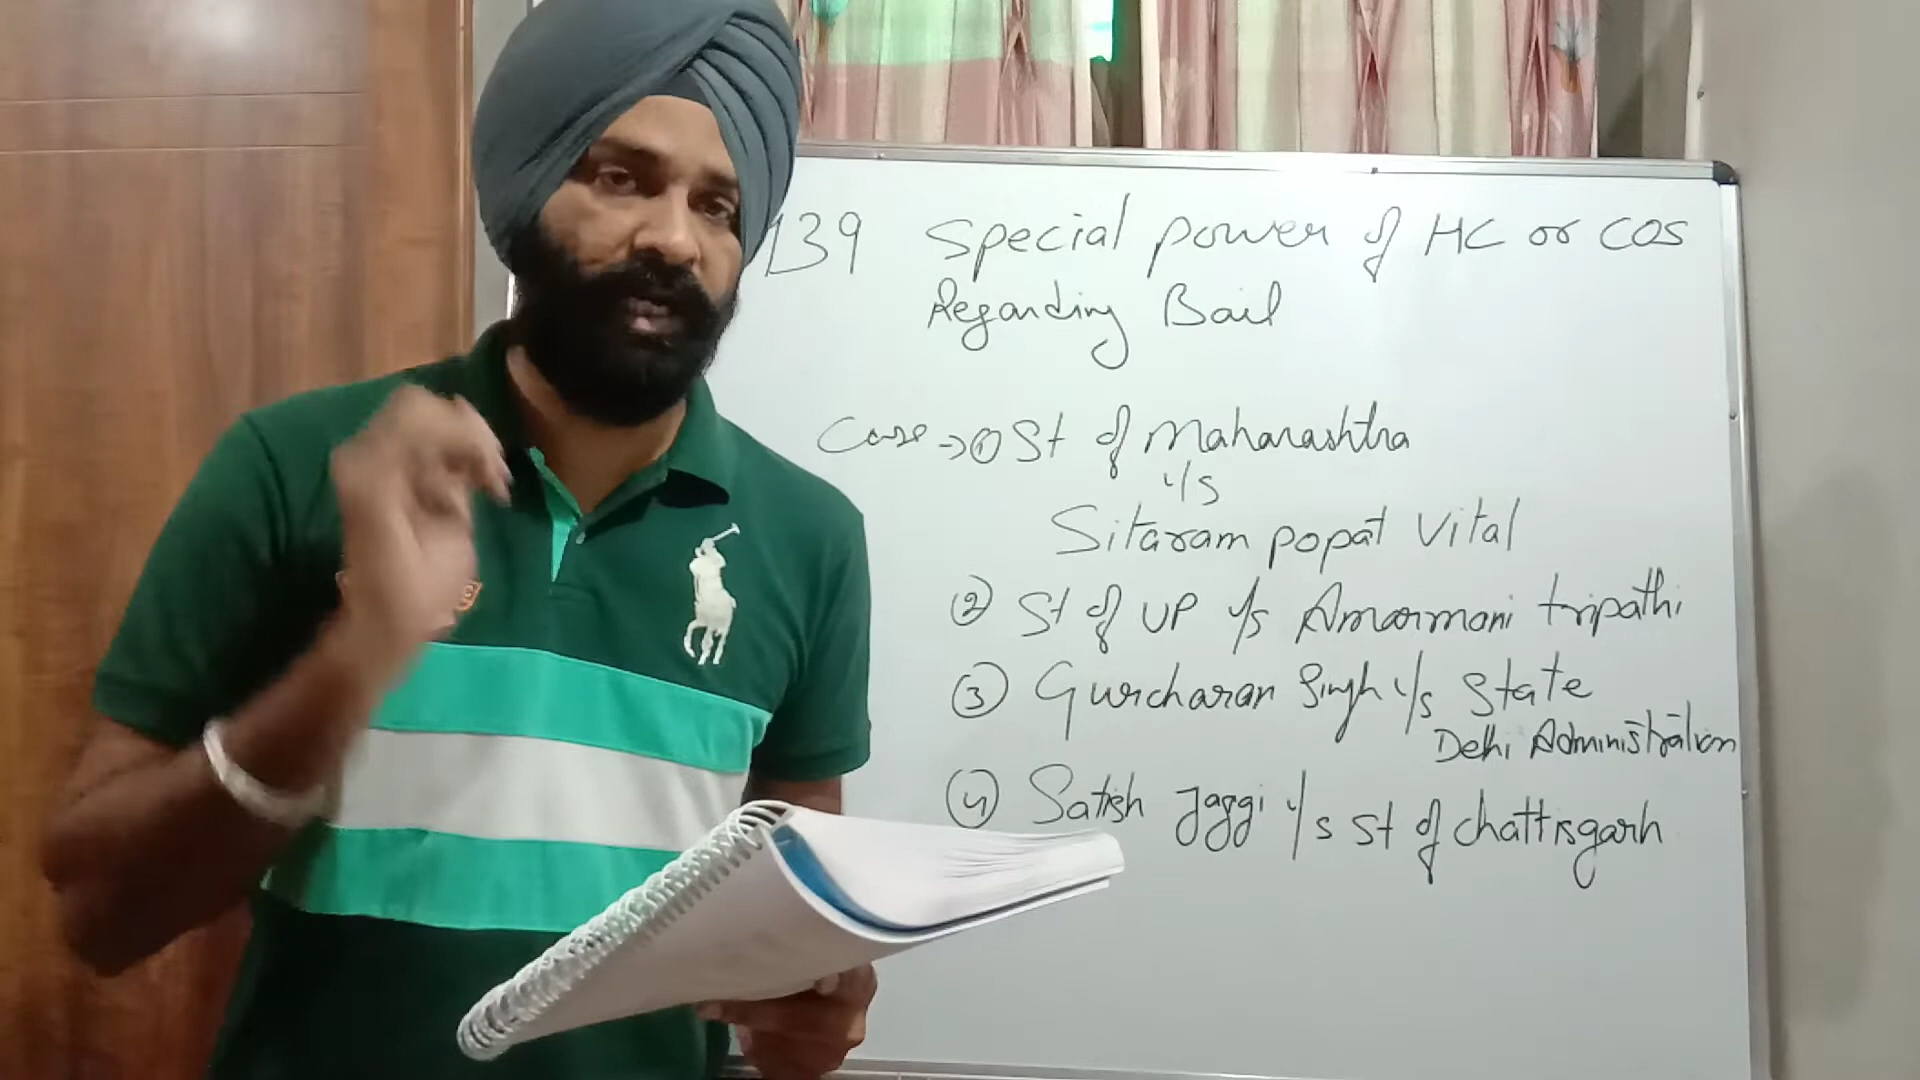 139 Special power of HC or COS
Regarding Bail
Case → ① St of Maharashtra
v/s
Sitaram popat Vital
② St of UP v/s Amarmani tripathi
③ Gurcharan Singh v/s State
Delhi Administration
④ Satish Jaggi v/s St of Chattisgarh